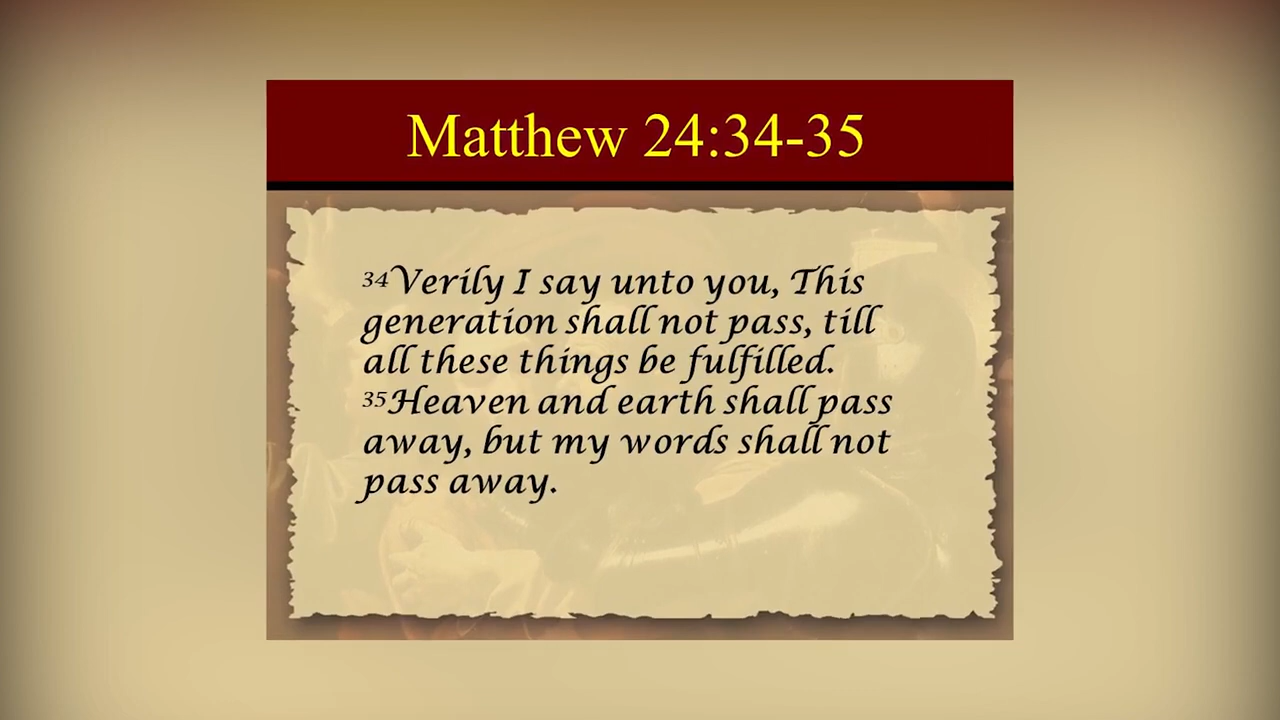 Matthew 24:34-35
34Verily I say unto you, This
generation shall not pass, till
all these things be fulfilled.
35Heaven and earth shall pass
away, but my words shall not
pass away.